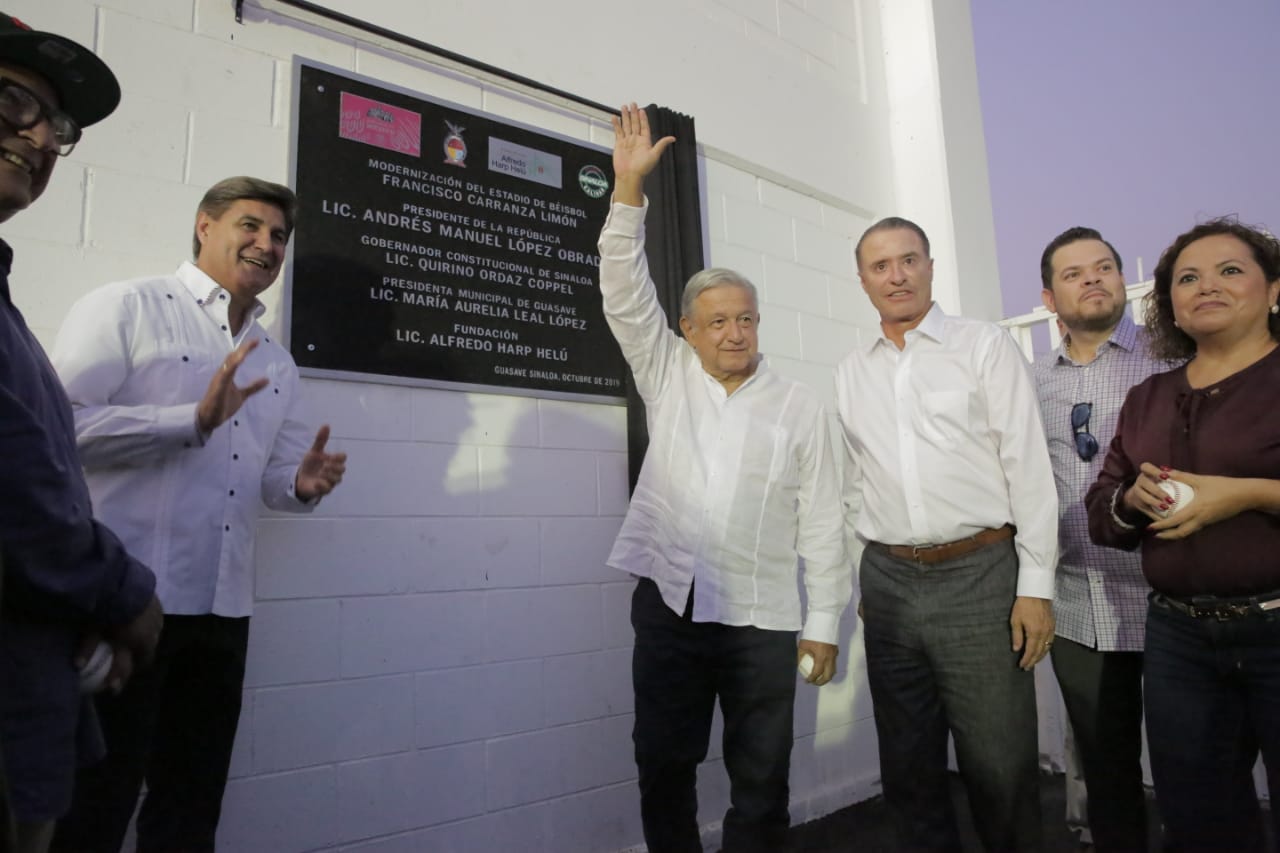 Alfredo
Harp Helú
SINALOA
MODERNIZACIÓN DEL ESTADIO DE BÉISBOL
FRANCISCO CARRANZA LIMÓN
PRESIDENTE DE LA REPÚBLICA
LIC. ANDRÉS MANUEL LÓPEZ OBRAD
GOBERNADOR CONSTITUCIONAL DE SINALOA
LIC. QUIRINO ORDAZ COPPEL
PRESIDENTA MUNICIPAL DE GUASAVE
LIC. MARÍA AURELIA LEAL LÓPEZ
FUNDACIÓN
LIC. ALFREDO HARP HELÚ
GUASAVE SINALOA, OCTUBRE DE 2019